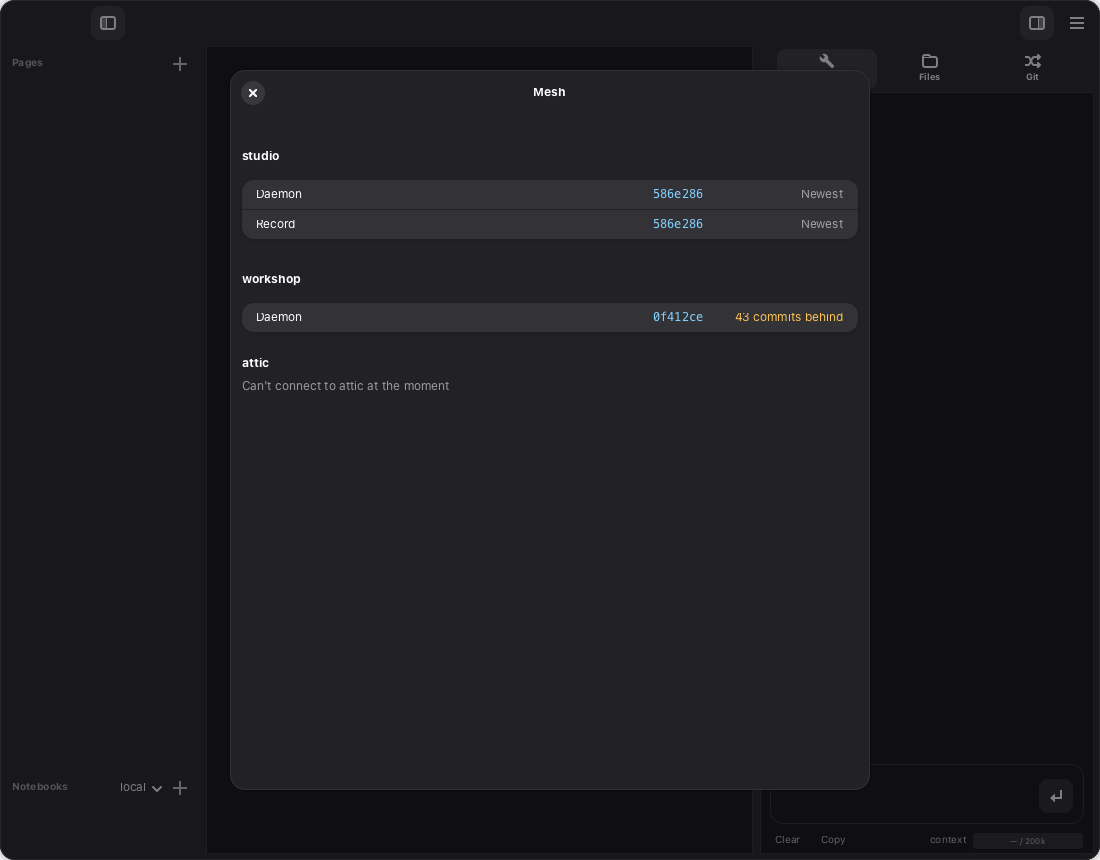 Pages
Files
Git
Mesh
studio
Daemon 586e286 Newest
Record 586e286 Newest
workshop
Daemon 0f412ce 43 commits behind
attic
Can't connect to attic at the moment
Notebooks local
Clear Copy context — / 200k